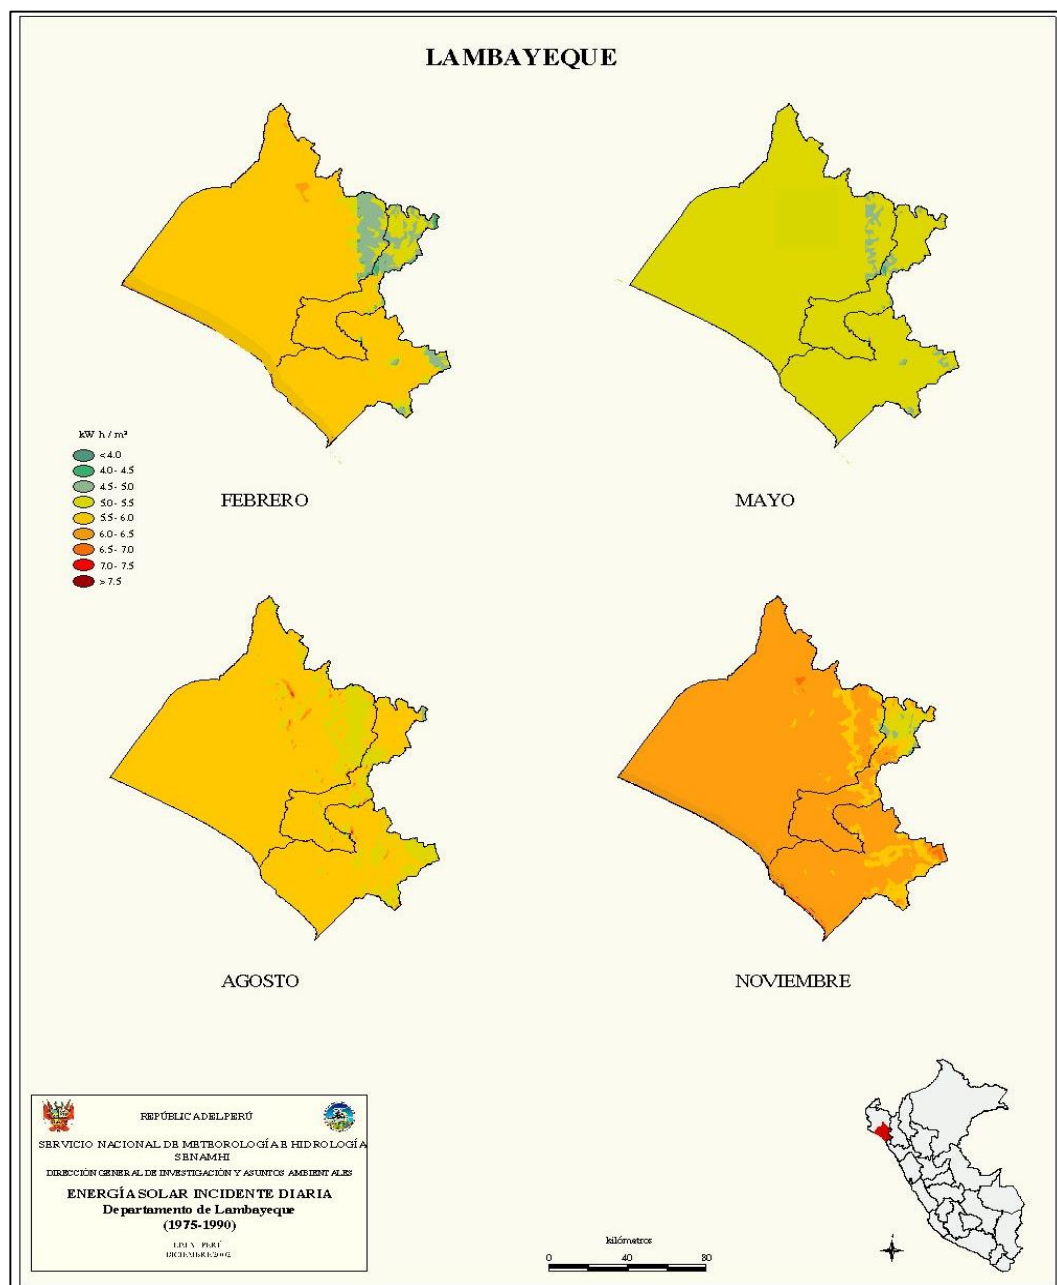 LAMBAYEQUE
kW h / m²
< 4.0
4.0- 4.5
4.5- 5.0
5.0- 5.5
5.5- 6.0
6.0- 6.5
6.5- 7.0
7.0- 7.5
> 7.5
FEBRERO
MAYO
AGOSTO
NOVIEMBRE
REPÚBLICA DEL PERÚ
SERVICIO NACIONAL DE METEOROLOGÍA E HIDROLOGÍA
SENAMHI
DIRECCIÓN GENERAL DE INVESTIGACIÓN Y ASUNTOS AMBIENTALES
ENERGÍA SOLAR INCIDENTE DIARIA
Departamento de Lambayeque
(1975-1990)
LIMA - PERÚ
DICIEMBRE 2002
kilómetros
0 40 80